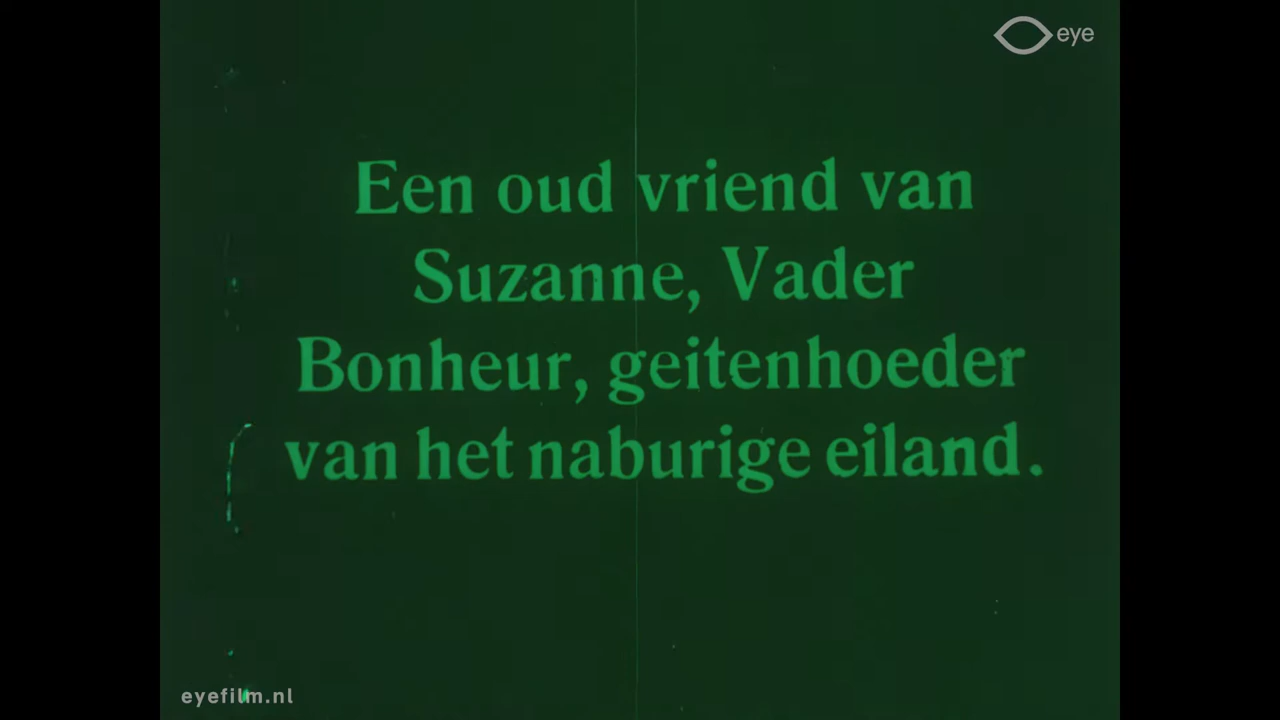 eye
Een oud vriend van
Suzanne, Vader
Bonheur, geitenhoeder
van het naburige eiland.
eyefilm.nl